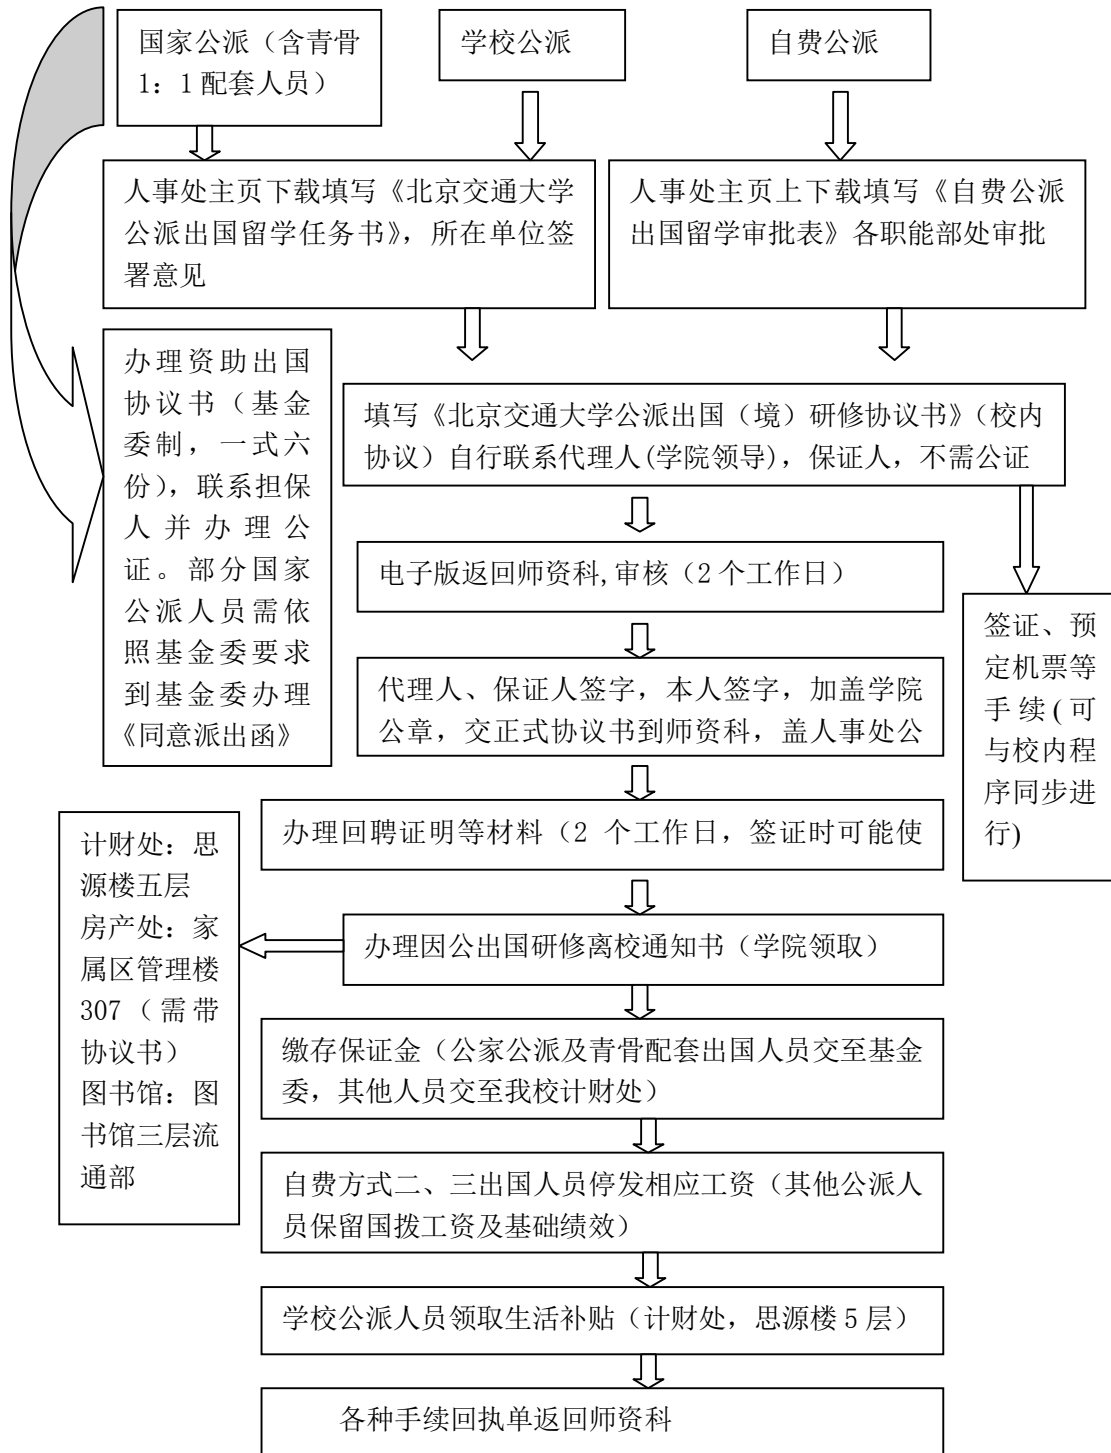 国家公派（含青骨
1：1配套人员）
学校公派
自费公派
人事处主页下载填写《北京交通大学
公派出国留学任务书》，所在单位签
署意见
人事处主页上下载填写《自费公派
出国留学审批表》各职能部处审批
办理资助出国
协议书（基金
委制，一式六
份），联系担保
人并办理公
证。部分国家
公派人员需依
照基金委要求
到基金委办理
《同意派出函》
填写《北京交通大学公派出国（境）研修协议书》（校内
协议）自行联系代理人(学院领导)，保证人，不需公证
电子版返回师资科,审核（2个工作日）
签证、预
定机票等
手续(可
与校内程
序同步进
行)
代理人、保证人签字，本人签字，加盖学院
公章，交正式协议书到师资科，盖人事处公
办理回聘证明等材料（2 个工作日，签证时可能使
计财处：思
源楼五层
房产处：家
属区管理楼
307（需带
协议书）
图书馆：图
书馆三层流
通部
办理因公出国研修离校通知书（学院领取）
缴存保证金（公家公派及青骨配套出国人员交至基金
委，其他人员交至我校计财处）
自费方式二、三出国人员停发相应工资（其他公派人
员保留国拨工资及基础绩效）
学校公派人员领取生活补贴（计财处，思源楼5层）
各种手续回执单返回师资科